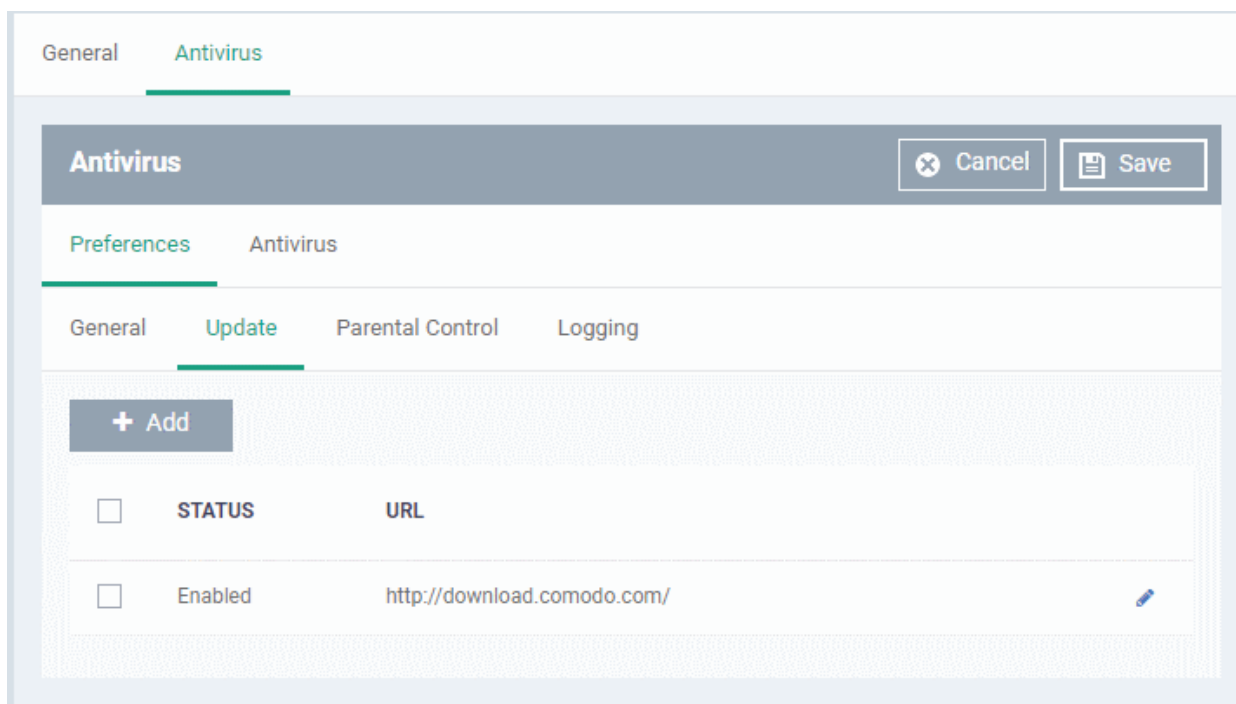 General Antivirus
Antivirus Cancel Save
Preferences Antivirus
General Update Parental Control Logging
+ Add
STATUS URL
Enabled http://download.comodo.com/